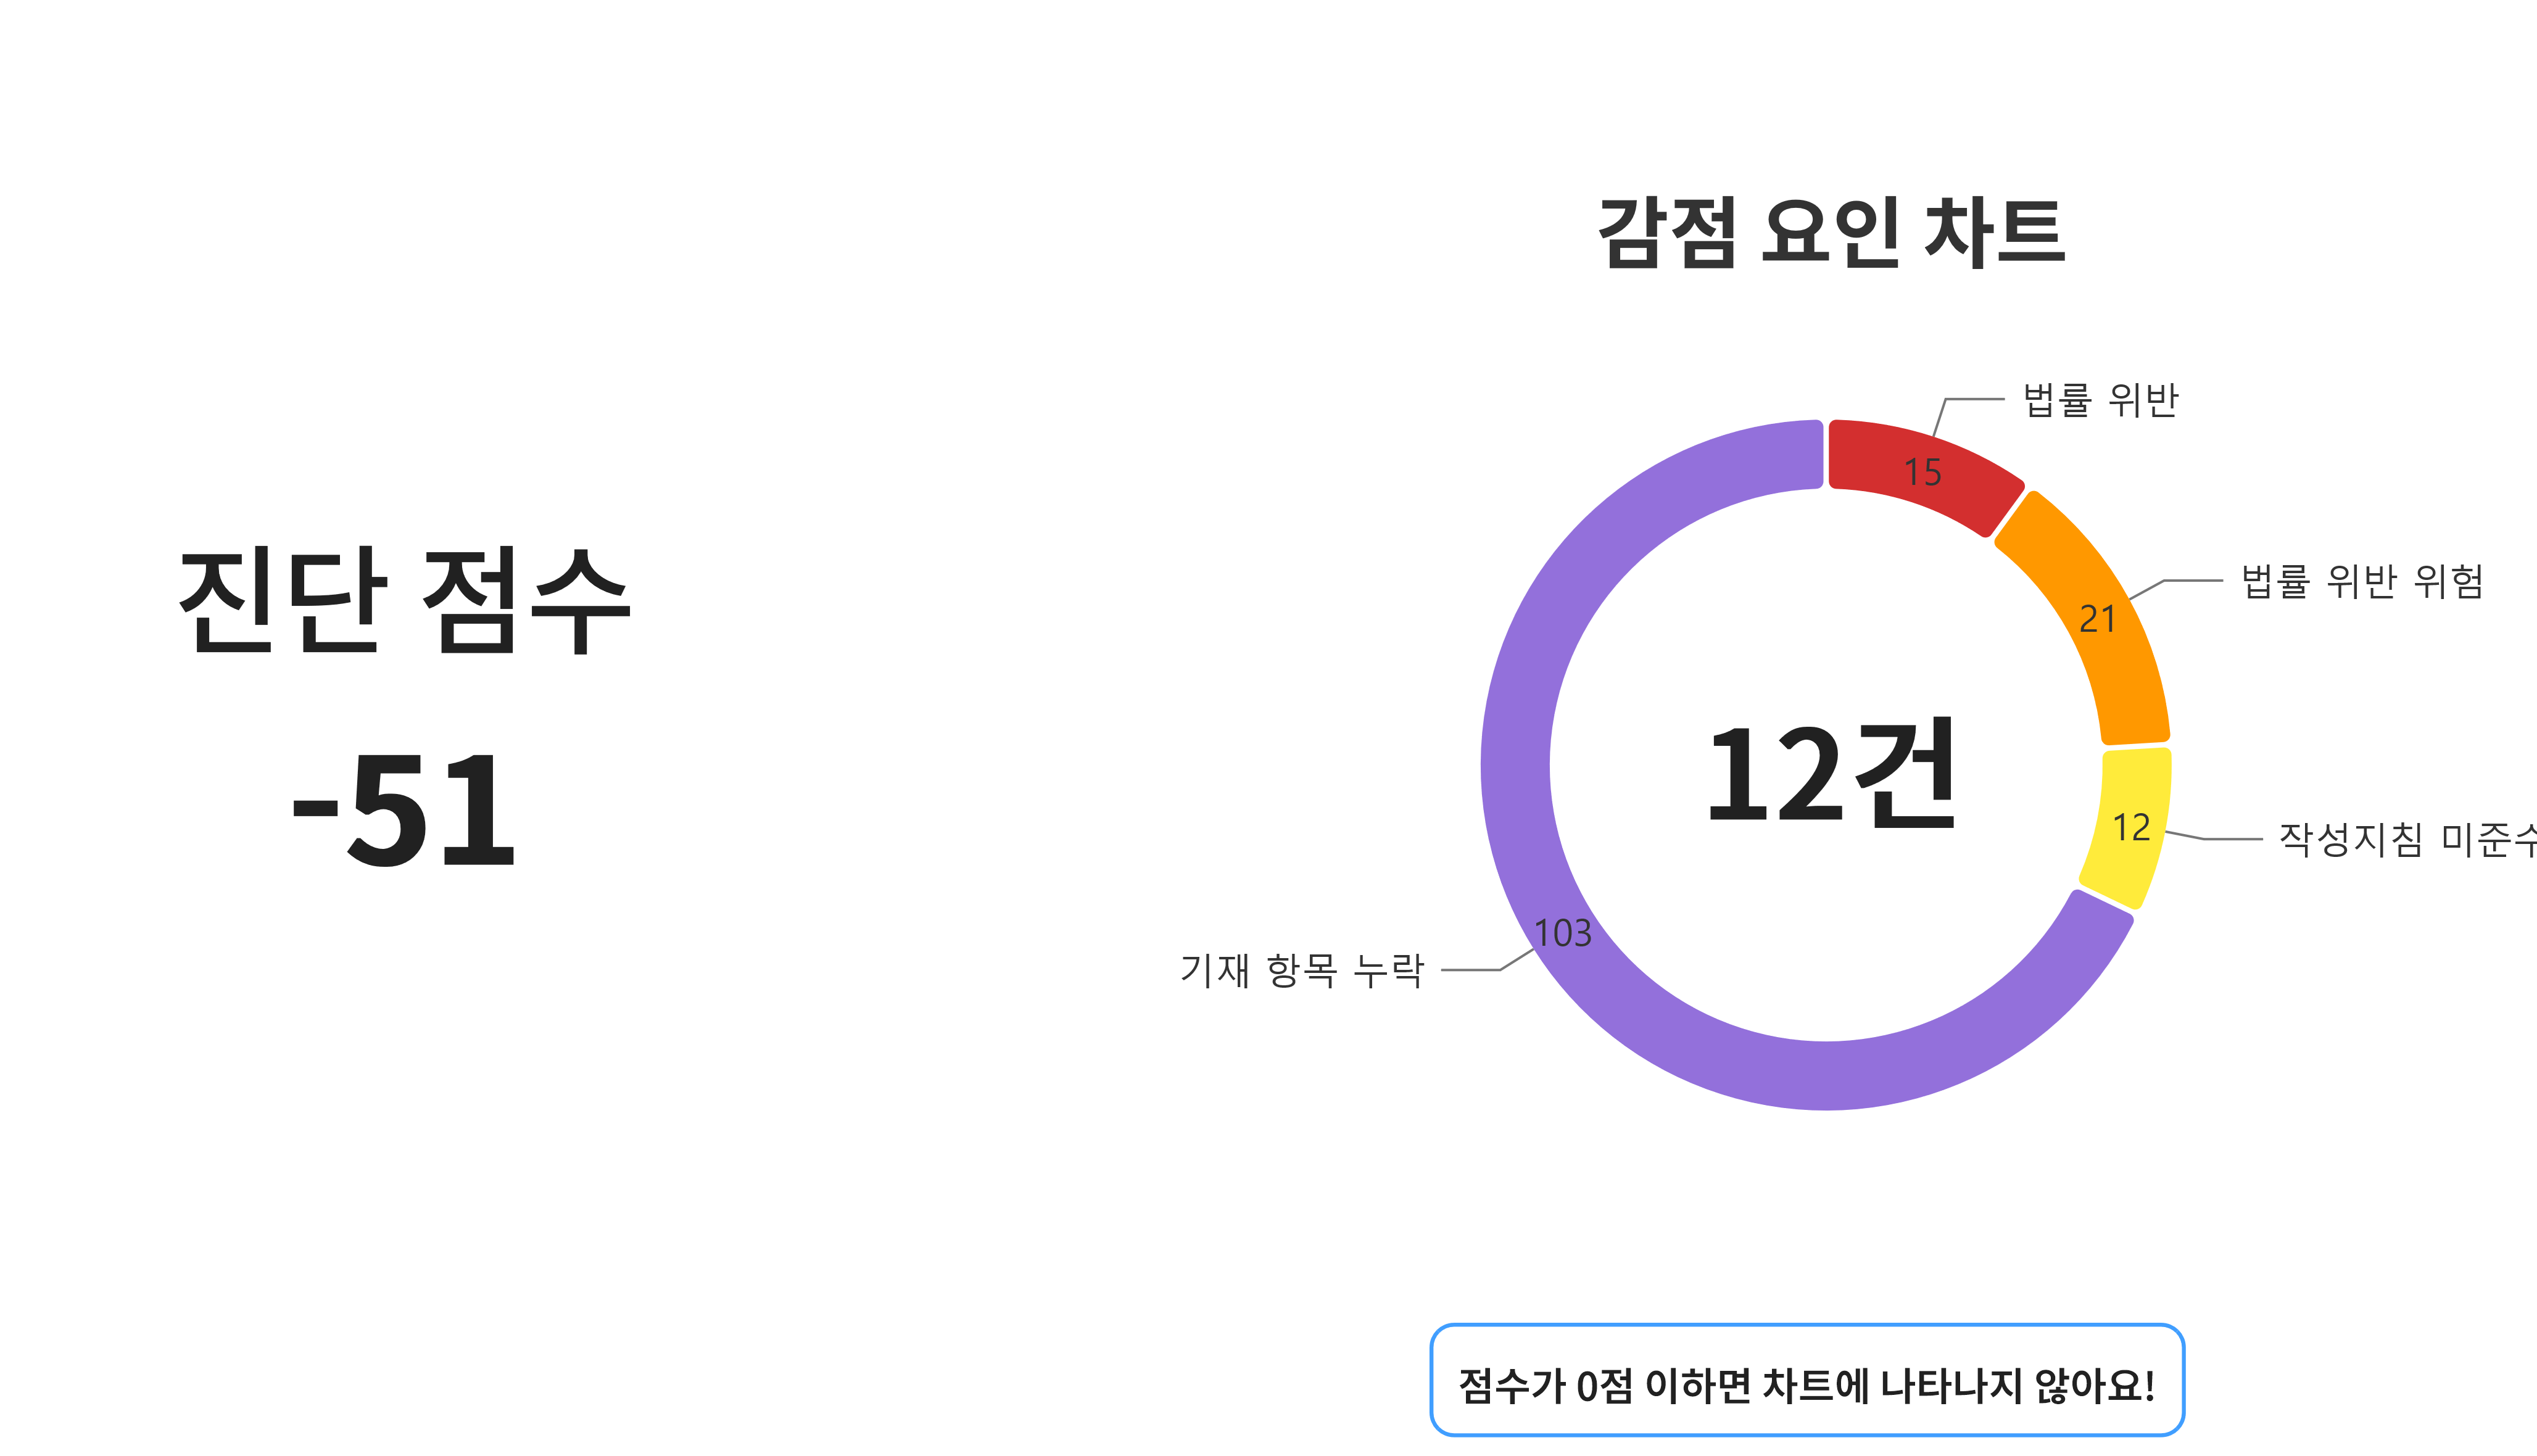 감점 요인 차트
법률 위반
15
법률 위반 위험
21
진단 점수
-51
12건
12
작성지침 미준수
103
기재 항목 누락
점수가 0점 이하면 차트에 나타나지 않아요!